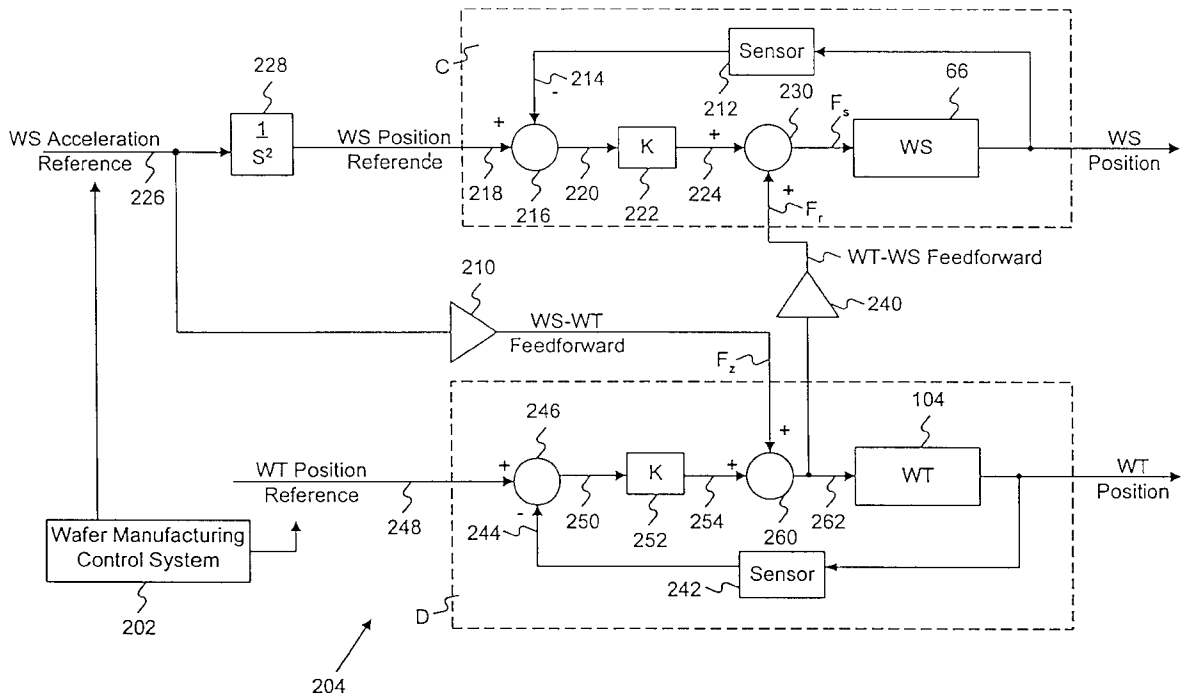 C
Sensor
228
214
212
230
66
Fs
WS Acceleration
Reference
226
1
S²
WS Position
Reference
-
+
+
K
WS
WS
Position
218
216
220
222
224
+
Fr
WT-WS Feedforward
210
240
WS-WT
Feedforward
Fz
246
104
+
WT Position
Reference
248
+
K
+
WT
WT
Position
-
244
250
252
254
260
262
Wafer Manufacturing
Control System
202
242
Sensor
D
204